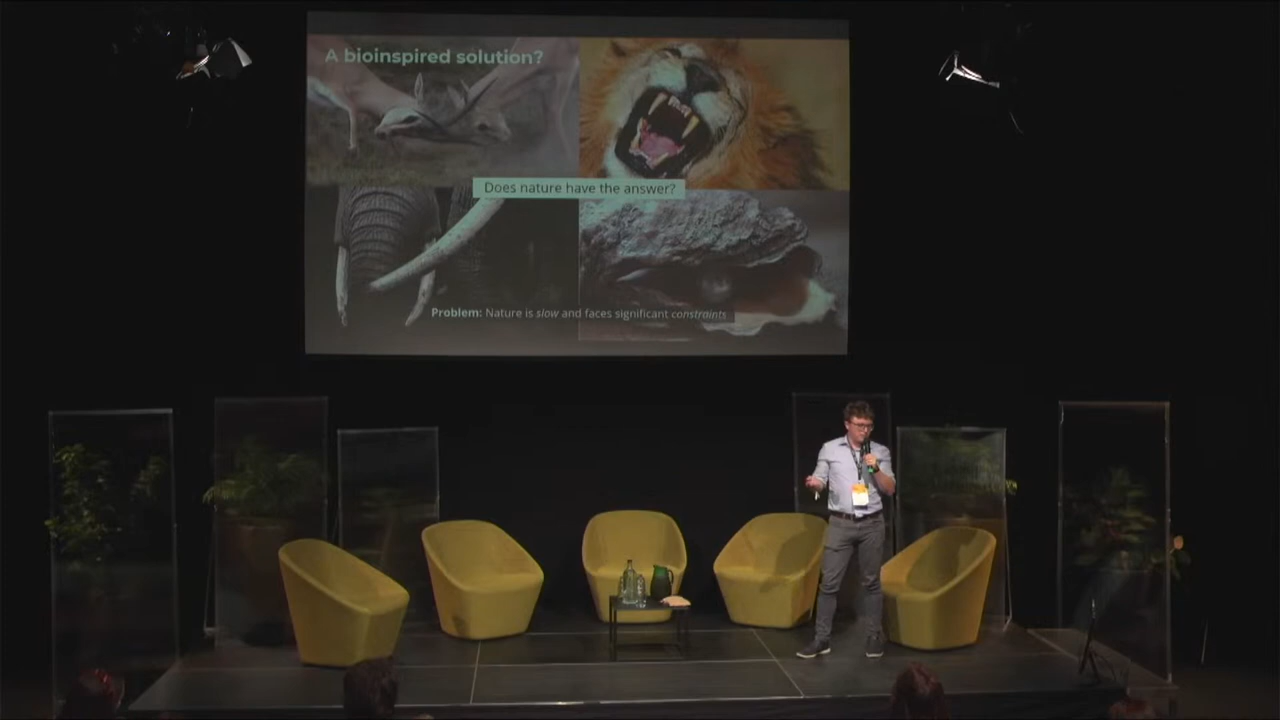 A bioinspired solution?
Does nature have the answer?
Problem: Nature is slow and faces significant constraints